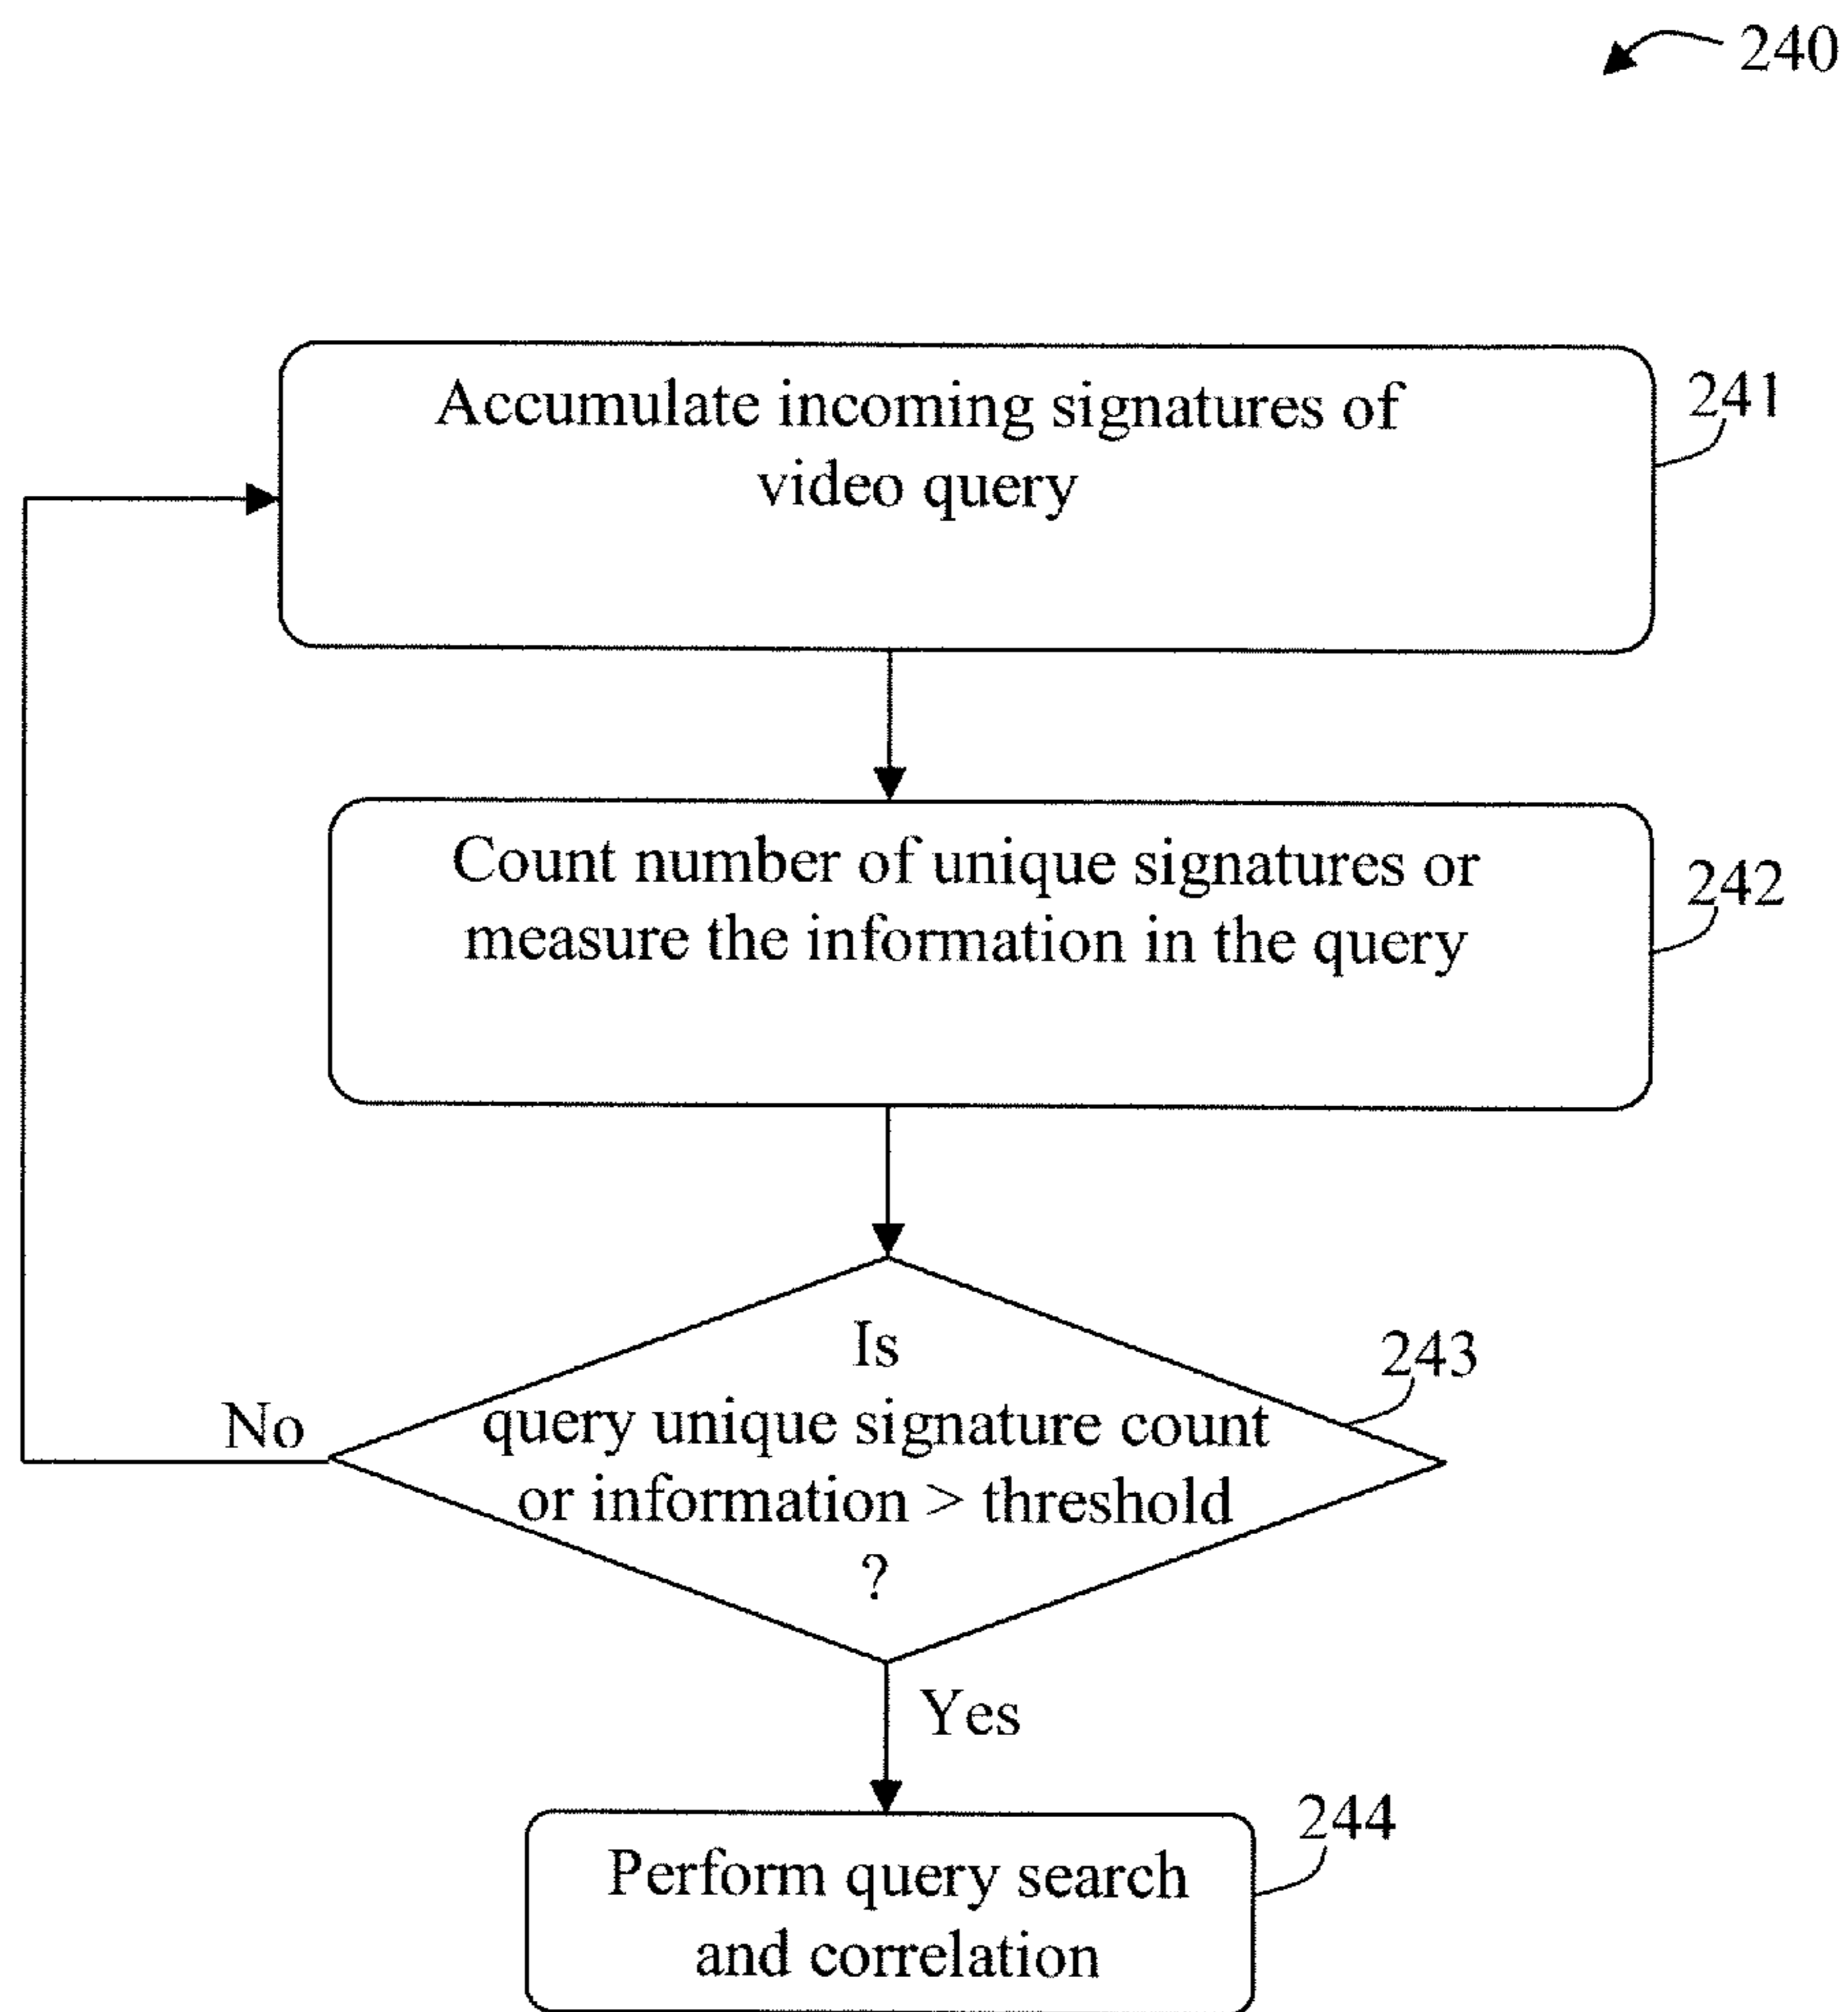 240
Accumulate incoming signatures of
video query
241
Count number of unique signatures or
measure the information in the query
242
Is
query unique signature count
or information > threshold
?
243
No
Yes
Perform query search
and correlation
244